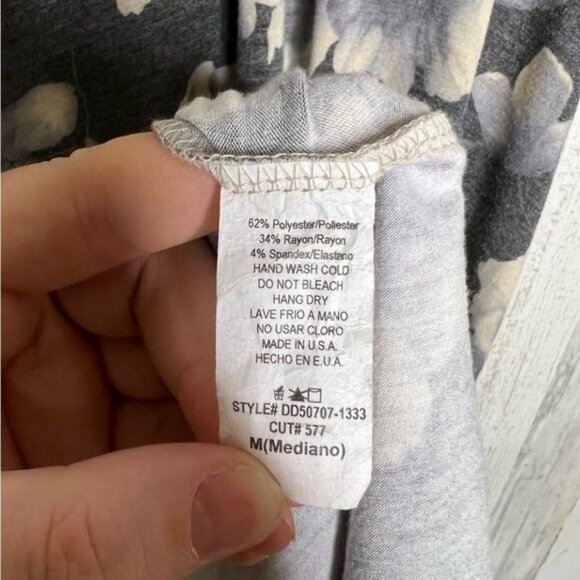 62% Polyester/Poliester
34% Rayon/Rayon
4% Spandex/Elastano
HAND WASH COLD
DO NOT BLEACH
HANG DRY
LAVE FRIO A MANO
NO USAR CLORO
MADE IN U.S.A.
HECHO EN E.U.A.
STYLE# DD50707-1333
CUT# 577
M(Mediano)